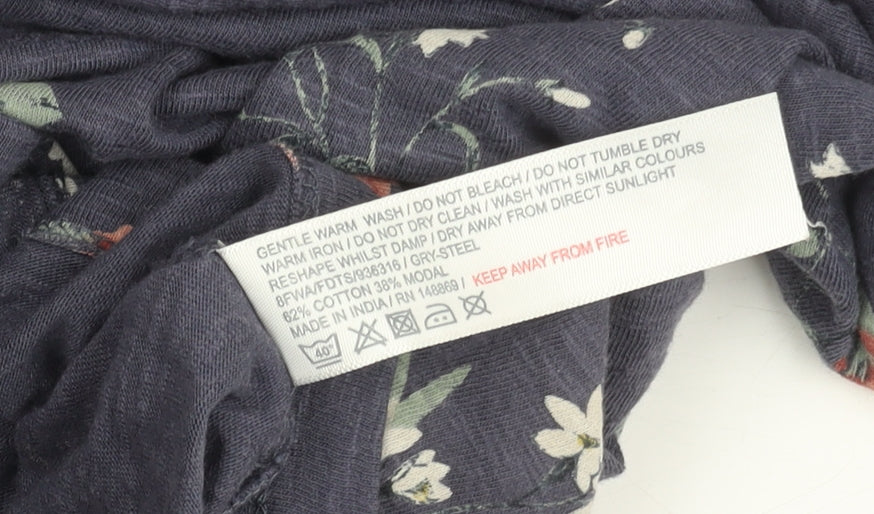 GENTLE WARM WASH / DO NOT BLEACH / DO NOT TUMBLE DRY
WARM IRON / DO NOT DRY CLEAN / WASH WITH SIMILAR COLOURS
RESHAPE WHILST DAMP / DRY AWAY FROM DIRECT SUNLIGHT
8FWA/FDTS/936316 / GRY-STEEL
62% COTTON 38% MODAL
MADE IN INDIA / RN 148869 / KEEP AWAY FROM FIRE
40°